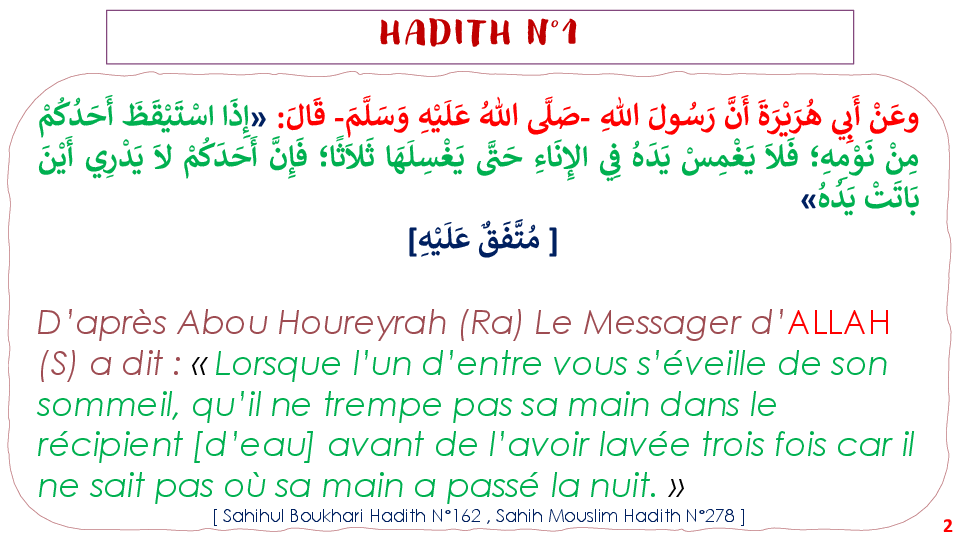 HADITH N°1
وعَنْ أَبِي هُرَيْرَةَ أَنَّ رَسُولَ اللهِ -صَلَّى اللهُ عَلَيْهِ وَسَلَّمَ- قَالَ: «إِذَا اسْتَيْقَظَ أَحَدُكُمْ
مِنْ نَوْمِهِ؛ فَلاَ يَغْمِسْ يَدَهُ فِي الإِنَاءِ حَتَّى يَغْسِلَهَا ثَلاَثًا؛ فَإِنَّ أَحَدَكُمْ لاَ يَدْرِي أَيْنَ
بَاتَتْ يَدُهُ»
[ مُتَّفَقٌ عَلَيْهِ]
D’après Abou Houreyrah (Ra) Le Messager d’ALLAH
(S) a dit : « Lorsque l’un d’entre vous s’éveille de son
sommeil, qu’il ne trempe pas sa main dans le
récipient [d’eau] avant de l’avoir lavée trois fois car il
ne sait pas où sa main a passé la nuit. »
[ Sahihul Boukhari Hadith N°162 , Sahih Mouslim Hadith N°278 ]
2